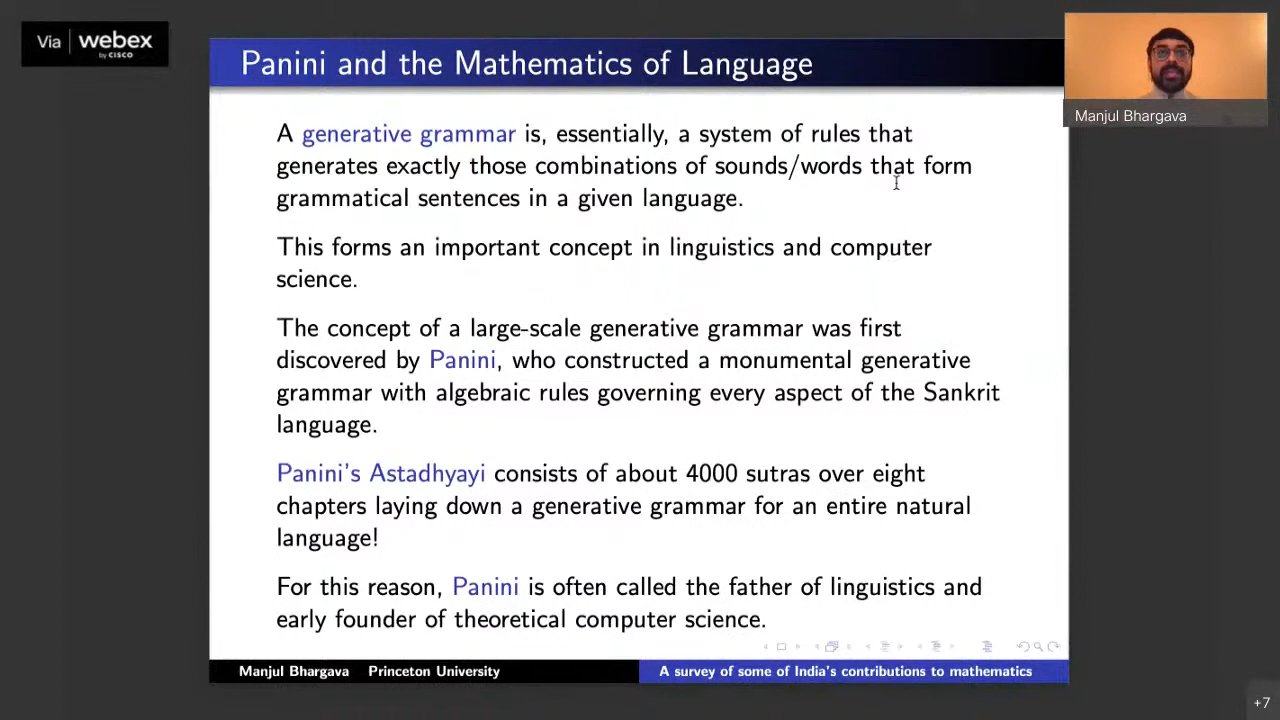 Via webex
by CISCO
Panini and the Mathematics of Language
Manjul Bhargava
A generative grammar is, essentially, a system of rules that
generates exactly those combinations of sounds/words that form
grammatical sentences in a given language.
This forms an important concept in linguistics and computer
science.
The concept of a large-scale generative grammar was first
discovered by Panini, who constructed a monumental generative
grammar with algebraic rules governing every aspect of the Sankrit
language.
Panini's Astadhyayi consists of about 4000 sutras over eight
chapters laying down a generative grammar for an entire natural
language!
For this reason, Panini is often called the father of linguistics and
early founder of theoretical computer science.
Manjul Bhargava Princeton University A survey of some of India's contributions to mathematics
+7